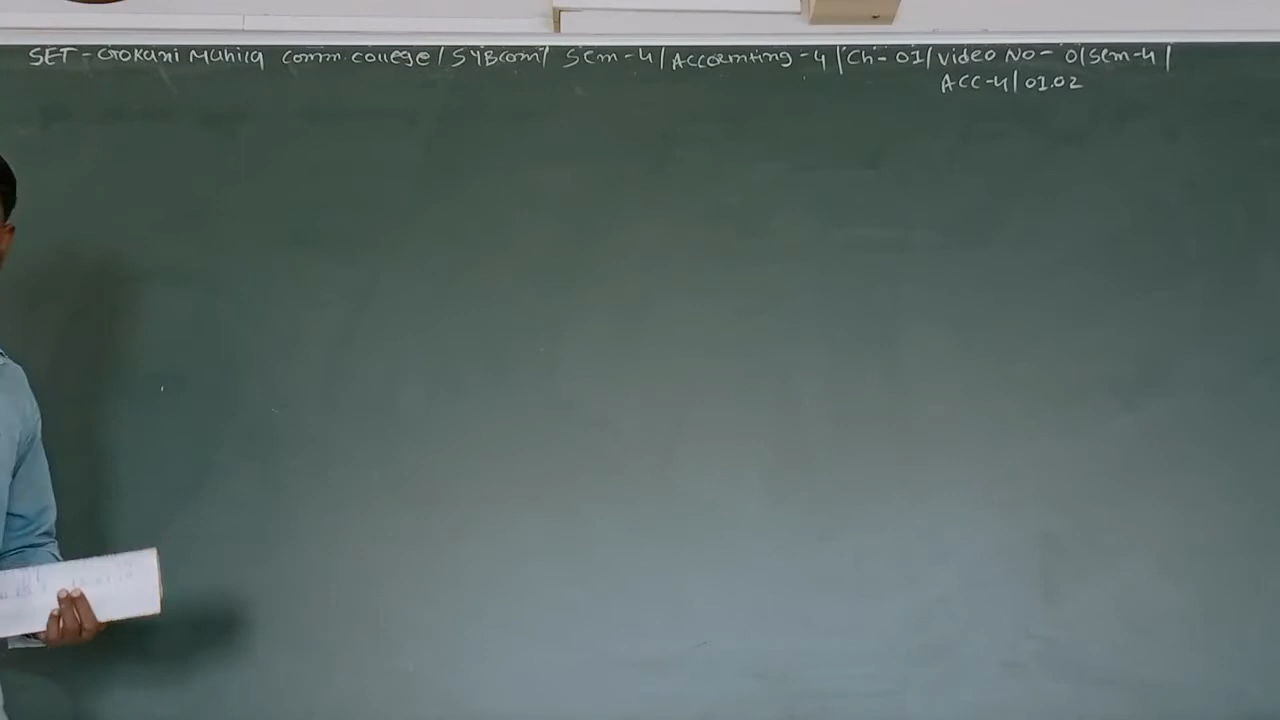 SET - Gokani Mahila Comm. College / SYBCom / Sem-4 / Accounting -4 / Ch- 01 / Video No- 0 / Sem-4 /
ACC-4 / 01.02